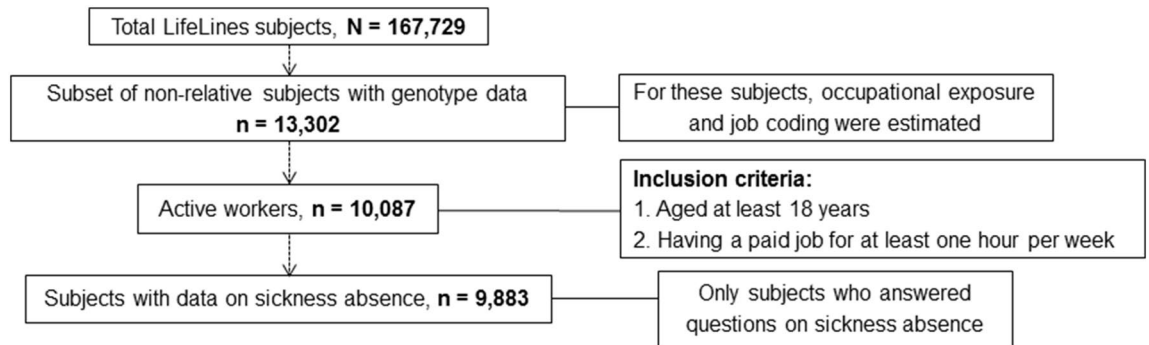 Total LifeLines subjects, N = 167,729
Subset of non-relative subjects with genotype data
n = 13,302
For these subjects, occupational exposure
and job coding were estimated
Active workers, n = 10,087
Inclusion criteria:
1. Aged at least 18 years
2. Having a paid job for at least one hour per week
Subjects with data on sickness absence, n = 9,883
Only subjects who answered
questions on sickness absence